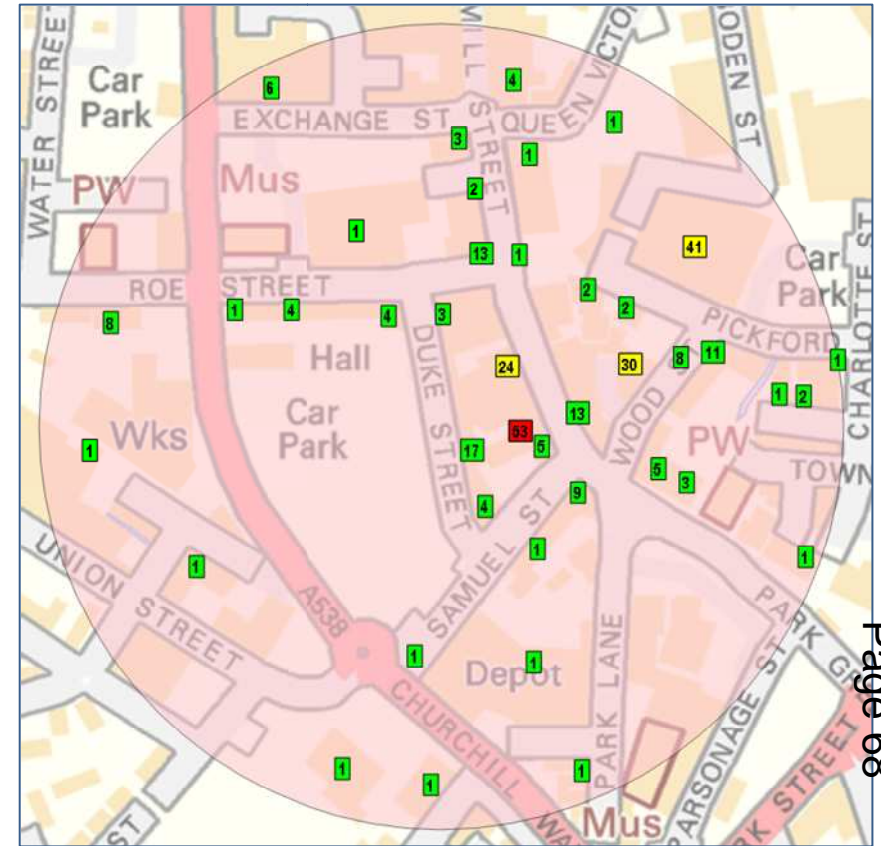 WATER STREET
Car
Park
MILL STREET
ODEN ST
6
4
EXCHANGE ST
QUEEN VICTO
3
1
1
PW
Mus
2
1
13
1
41
Car
Park
CHARLOTTE ST
ROE STREET
2
2
8
1
4
4
3
PICKFORD
DUKE STREET
Hall
24
30
8
11
1
WOOD S
1
2
Car
Park
13
Wks
1
17
5
PW
TOWN
5
3
4
9
SAMUEL ST
1
1
1
UNION STREET
A538
PARK GR
Page 68
1
Depot
1
PARK LANE
CHURCHILL WA
PARSONAGE ST
RK STREET
1
1
1
Mus
ST